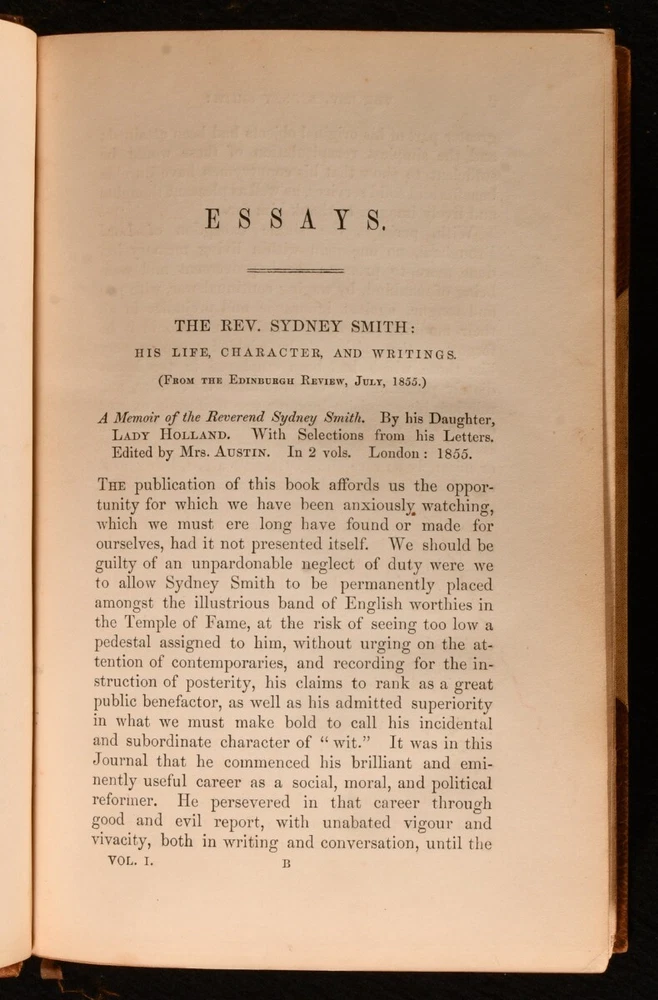 ESSAYS.
THE REV. SYDNEY SMITH:
HIS LIFE, CHARACTER, AND WRITINGS.
(FROM THE EDINBURGH REVIEW, JULY, 1855.)
A Memoir of the Reverend Sydney Smith. By his Daughter,
LADY HOLLAND. With Selections from his Letters.
Edited by Mrs. AUSTIN. In 2 vols. London: 1855.
THE publication of this book affords us the oppor-
tunity for which we have been anxiously watching,
which we must ere long have found or made for
ourselves, had it not presented itself. We should be
guilty of an unpardonable neglect of duty were we
to allow Sydney Smith to be permanently placed
amongst the illustrious band of English worthies in
the Temple of Fame, at the risk of seeing too low a
pedestal assigned to him, without urging on the at-
tention of contemporaries, and recording for the in-
struction of posterity, his claims to rank as a great
public benefactor, as well as his admitted superiority
in what we must make bold to call his incidental
and subordinate character of “wit.” It was in this
Journal that he commenced his brilliant and emi-
nently useful career as a social, moral, and political
reformer. He persevered in that career through
good and evil report, with unabated vigour and
vivacity, both in writing and conversation, until the
VOL. I. B